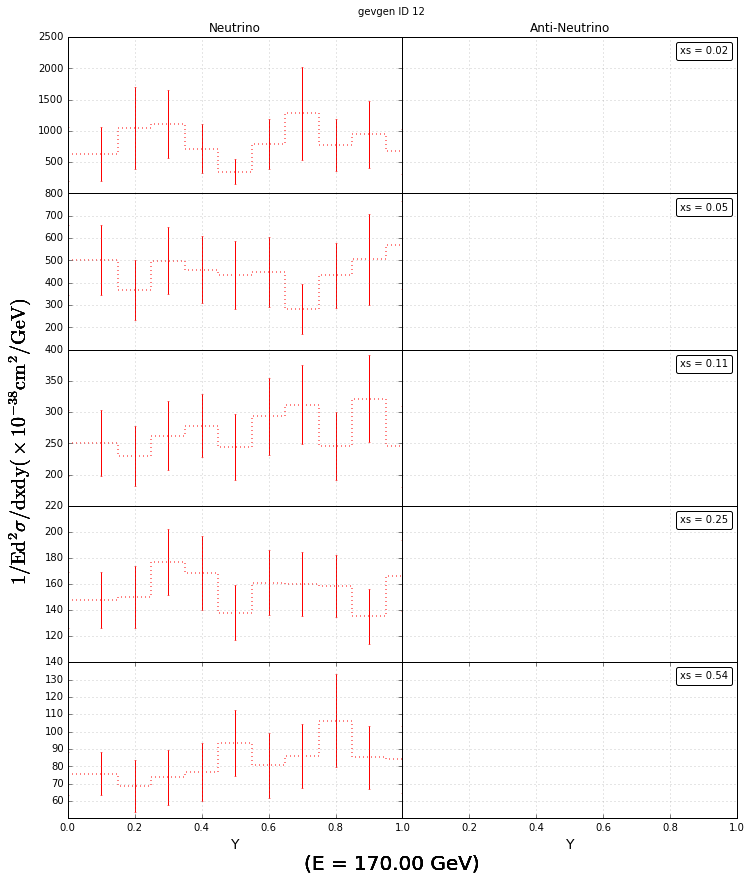 gevgen ID 12
Neutrino Anti-Neutrino
2500
2000
1500
1000
500
xs = 0.02
800
700
600
500
400
300
200
xs = 0.05
400
350
300
250
200
xs = 0.11
220
200
180
160
140
120
xs = 0.25
140
130
120
110
100
90
80
70
60
xs = 0.54
1/Ed²σ/dxdy(×10⁻³⁸cm²/GeV)
0.0 0.2 0.4 0.6 0.8 1.0 0.2 0.4 0.6 0.8 1.0
Y Y
(E = 170.00 GeV)